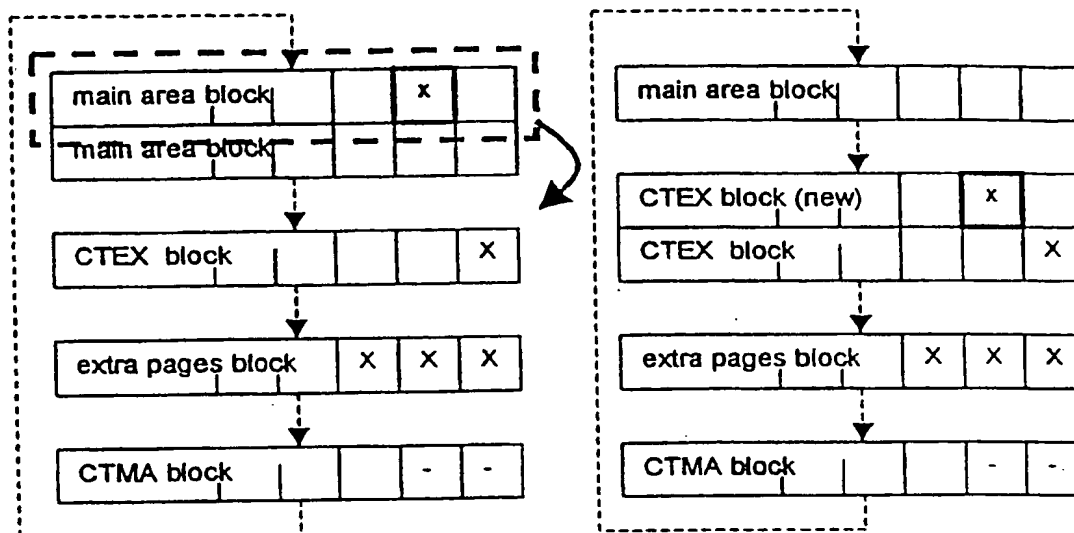 main area block x
main area block
CTEX block X
extra pages block X X X
CTMA block - -
main area block
CTEX block (new) x
CTEX block X
extra pages block X X X
CTMA block - -